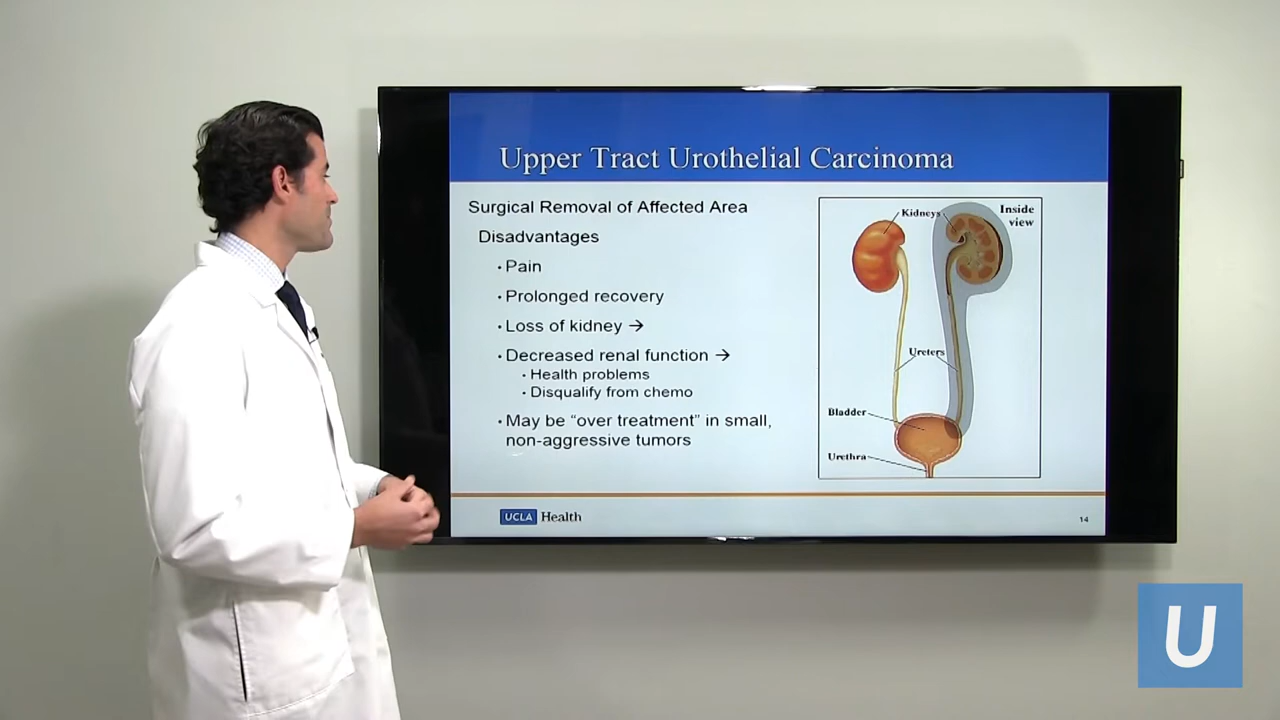 Upper Tract Urothelial Carcinoma
Surgical Removal of Affected Area
Disadvantages
• Pain
• Prolonged recovery
• Loss of kidney →
• Decreased renal function →
• Health problems
• Disqualify from chemo
• May be “over treatment” in small,
non-aggressive tumors
Kidneys
Inside
view
Ureters
Bladder
Urethra
UCLA Health
14
U